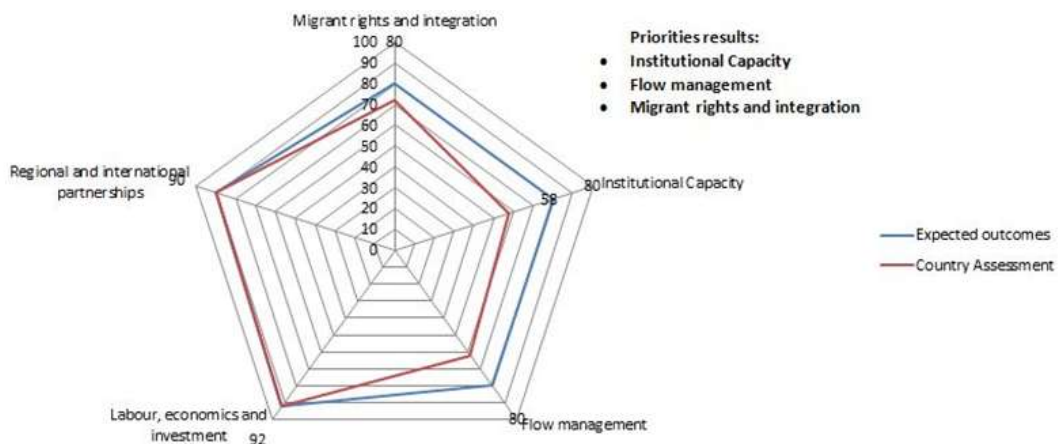 Migrant rights and integration
100 80
90
80
70
60
50
40
30
20
10
0
Priorities results:
• Institutional Capacity
• Flow management
• Migrant rights and integration
Regional and international
partnerships
90
58
80
Institutional Capacity
Expected outcomes
Country Assessment
Labour, economics and
investment
92
80
Flow management